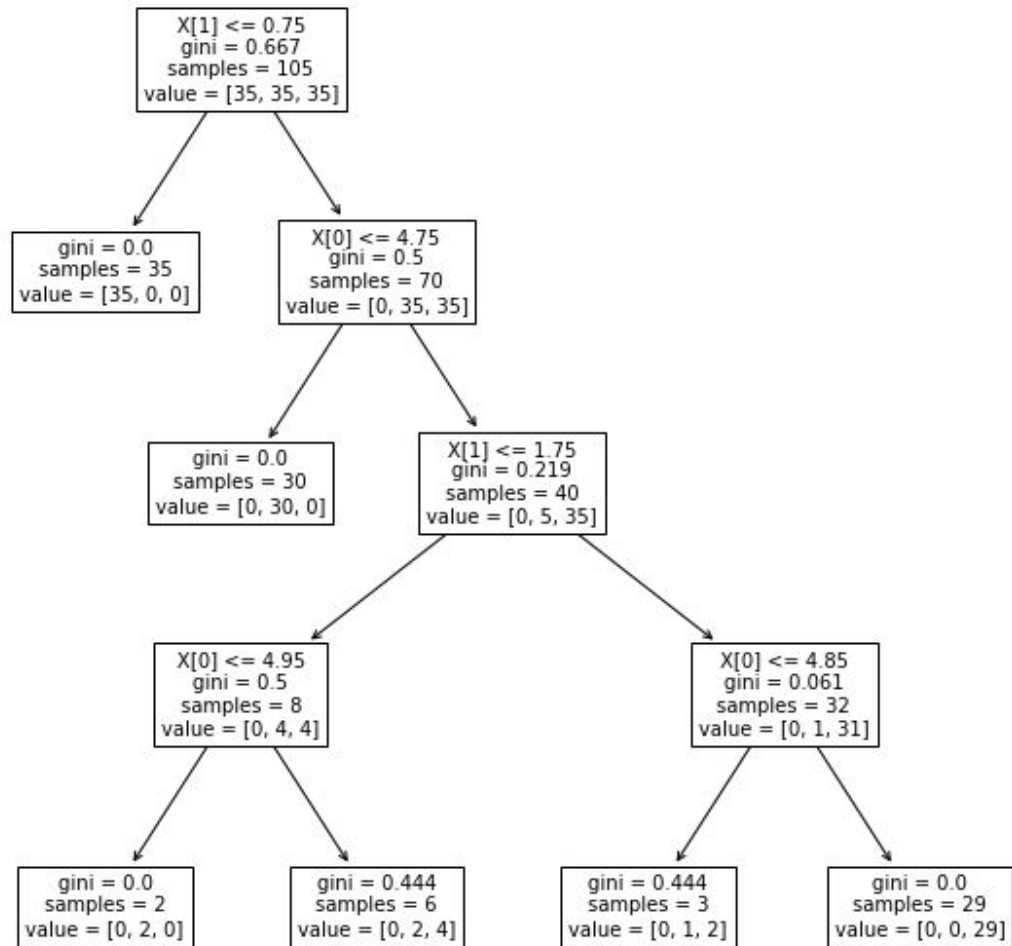 X[1] <= 0.75
gini = 0.667
samples = 105
value = [35, 35, 35]
gini = 0.0
samples = 35
value = [35, 0, 0]
X[0] <= 4.75
gini = 0.5
samples = 70
value = [0, 35, 35]
gini = 0.0
samples = 30
value = [0, 30, 0]
X[1] <= 1.75
gini = 0.219
samples = 40
value = [0, 5, 35]
X[0] <= 4.95
gini = 0.5
samples = 8
value = [0, 4, 4]
X[0] <= 4.85
gini = 0.061
samples = 32
value = [0, 1, 31]
gini = 0.0
samples = 2
value = [0, 2, 0]
gini = 0.444
samples = 6
value = [0, 2, 4]
gini = 0.444
samples = 3
value = [0, 1, 2]
gini = 0.0
samples = 29
value = [0, 0, 29]